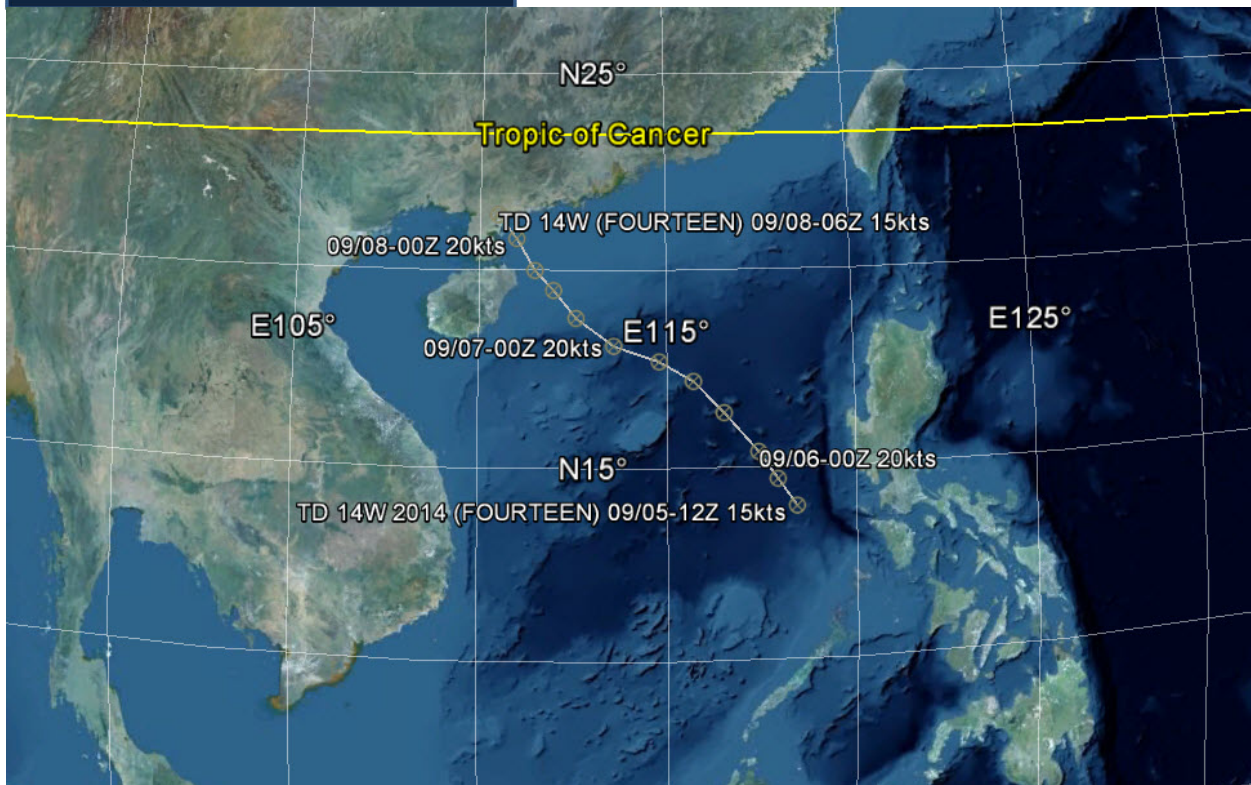 N25°
Tropic of Cancer
TD 14W (FOURTEEN) 09/08-06Z 15kts
09/08-00Z 20kts
E105°
E115°
E125°
09/07-00Z 20kts
N15°
09/06-00Z 20kts
TD 14W 2014 (FOURTEEN) 09/05-12Z 15kts